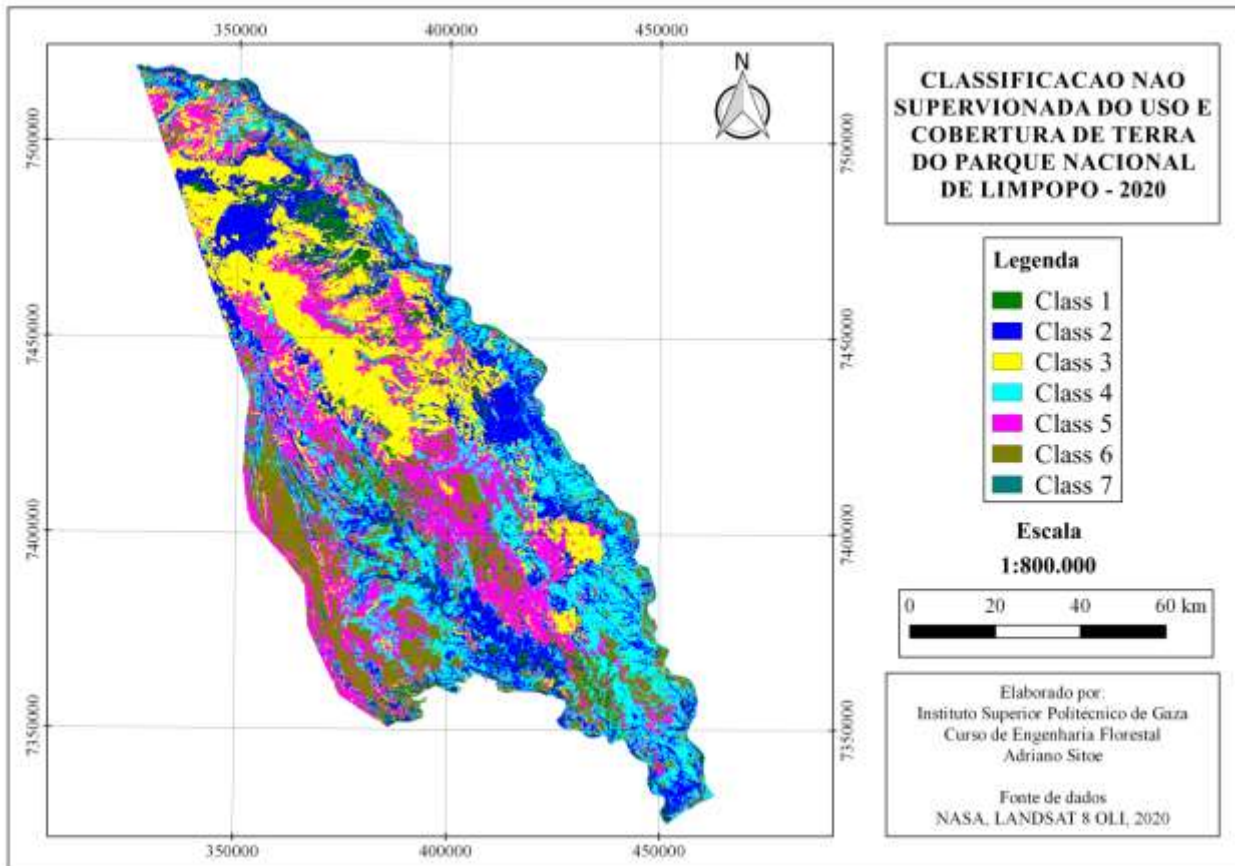 350000 400000 450000
N
7500000
7450000
7400000
7350000
7500000
7450000
7400000
7350000
350000 400000 450000
CLASSIFICACAO NAO
SUPERVIONADA DO USO E
COBERTURA DE TERRA
DO PARQUE NACIONAL
DE LIMPOPO - 2020
Legenda
Class 1
Class 2
Class 3
Class 4
Class 5
Class 6
Class 7
Escala
1:800.000
0 20 40 60 km
Elaborado por:
Instituto Superior Politécnico de Gaza
Curso de Engenharia Florestal
Adriano Sitoe
Fonte de dados
NASA, LANDSAT 8 OLI, 2020